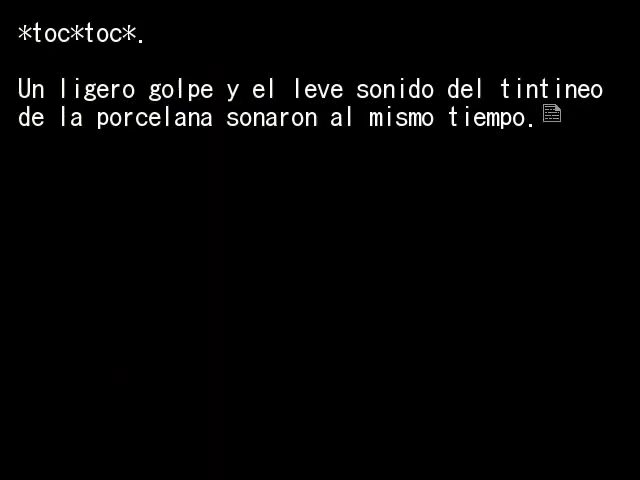 *toc*toc*.
Un ligero golpe y el leve sonido del tintineo
de la porcelana sonaron al mismo tiempo.